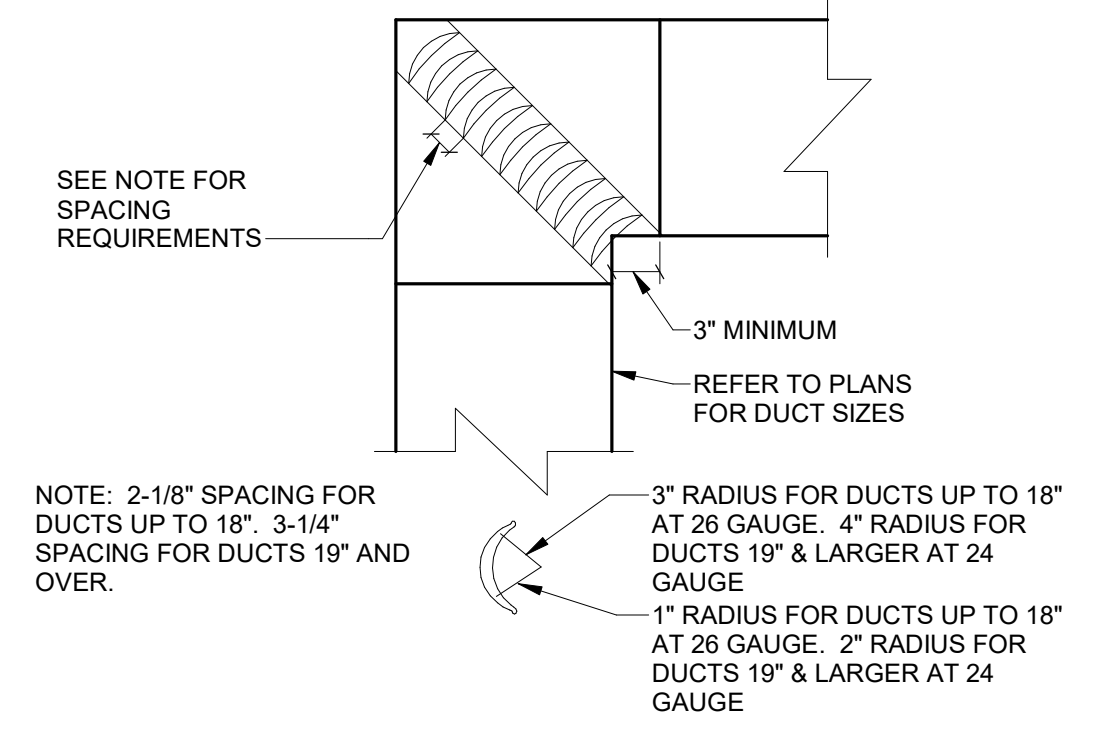 SEE NOTE FOR
SPACING
REQUIREMENTS
3" MINIMUM
REFER TO PLANS
FOR DUCT SIZES
NOTE: 2-1/8" SPACING FOR
DUCTS UP TO 18". 3-1/4"
SPACING FOR DUCTS 19" AND
OVER.
3" RADIUS FOR DUCTS UP TO 18"
AT 26 GAUGE. 4" RADIUS FOR
DUCTS 19" & LARGER AT 24
GAUGE
1" RADIUS FOR DUCTS UP TO 18"
AT 26 GAUGE. 2" RADIUS FOR
DUCTS 19" & LARGER AT 24
GAUGE